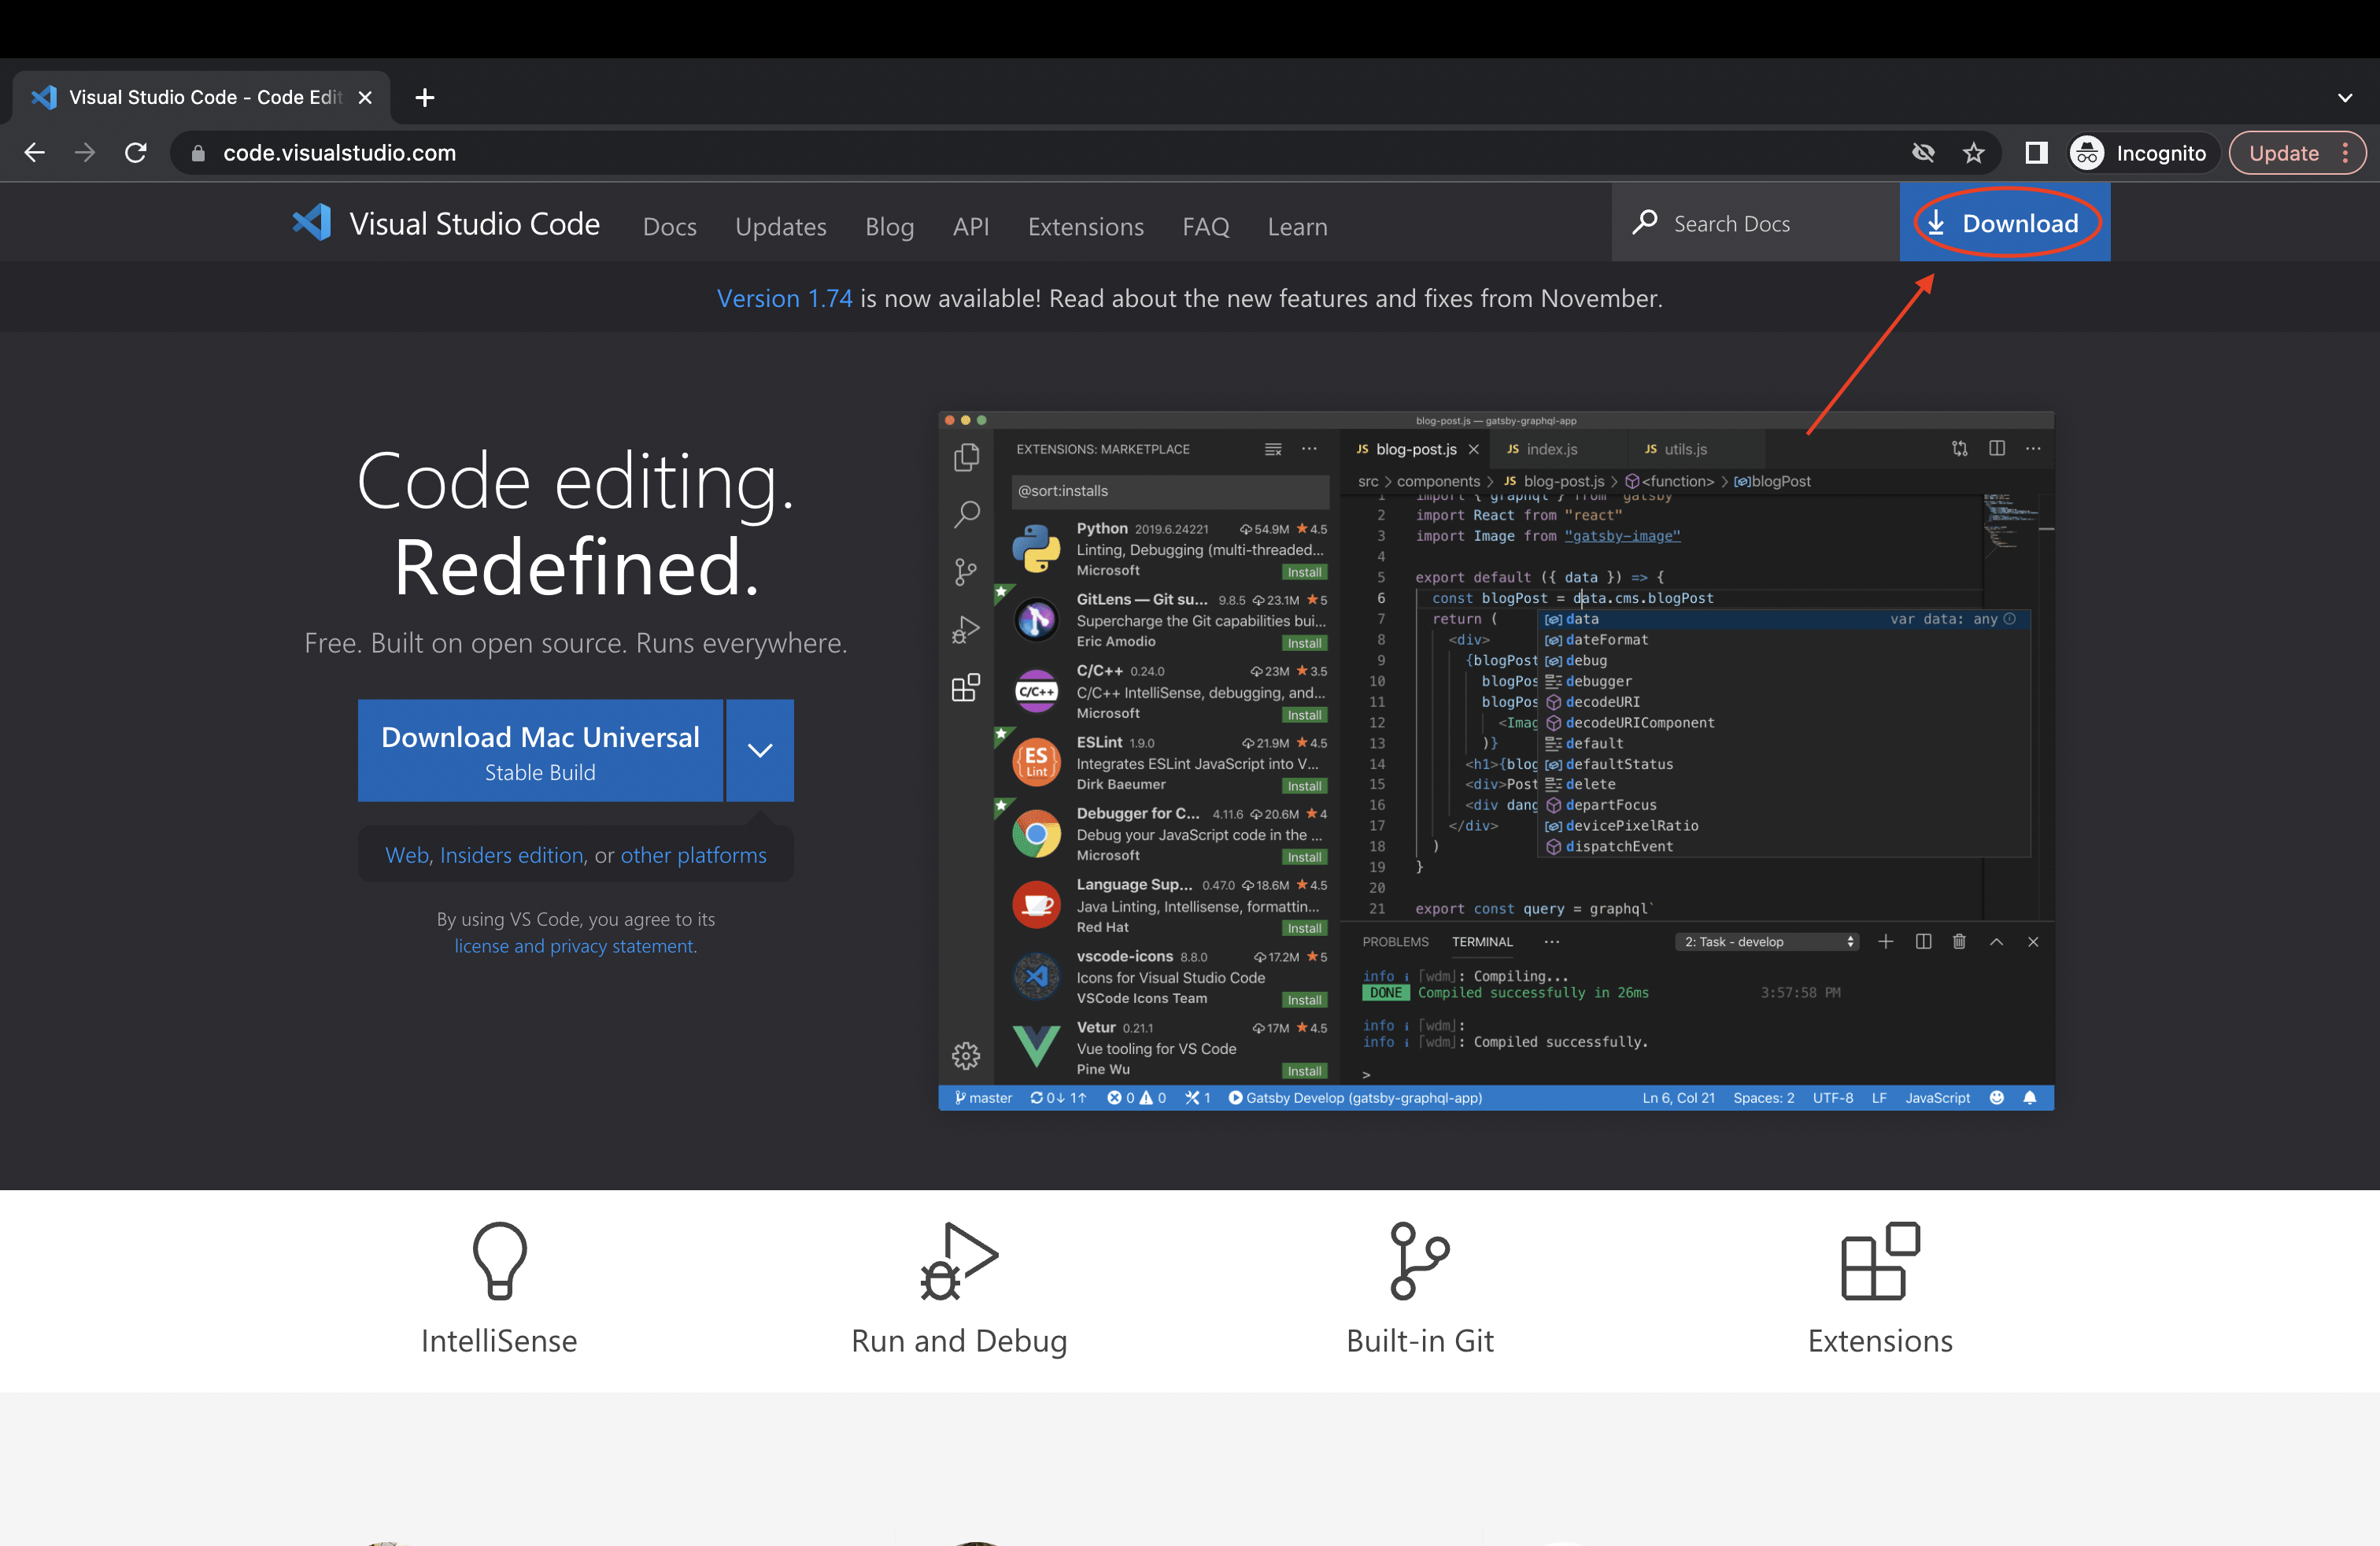 Visual Studio Code - Code Edit
code.visualstudio.com
Incognito
Update
Visual Studio Code
Docs
Updates
Blog
API
Extensions
FAQ
Learn
Search Docs
Download
Version 1.74 is now available! Read about the new features and fixes from November.
Code editing.
Redefined.
Free. Built on open source. Runs everywhere.
Download Mac Universal
Stable Build
Web, Insiders edition, or other platforms
By using VS Code, you agree to its
license and privacy statement.
blog-post.js — gatsby-graphql-app
EXTENSIONS: MARKETPLACE
@sort:installs
Python 2019.6.24221 54.9M ★4.5
Linting, Debugging (multi-threaded...
Microsoft
Install
GitLens — Git su... 9.8.5 23.1M ★5
Supercharge the Git capabilities bui...
Eric Amodio
Install
C/C++
C/C++ 0.24.0 23M ★3.5
C/C++ IntelliSense, debugging, and...
Microsoft
Install
ES
Lint
ESLint 1.9.0 21.9M ★4.5
Integrates ESLint JavaScript into V...
Dirk Baeumer
Install
Debugger for C... 4.11.6 20.6M ★4
Debug your JavaScript code in the ...
Microsoft
Install
Language Sup... 0.47.0 18.6M ★4.5
Java Linting, Intellisense, formattin...
Red Hat
Install
vscode-icons 8.8.0 17.2M ★5
Icons for Visual Studio Code
VSCode Icons Team
Install
Vetur 0.21.1 17M ★4.5
Vue tooling for VS Code
Pine Wu
Install
JS blog-post.js
JS index.js
JS utils.js
src > components > JS blog-post.js > <function> > blogPost
1 import { graphql } from "gatsby"
2 import React from "react"
3 import Image from "gatsby-image"
4
5 export default ({ data }) => {
6 const blogPost = data.cms.blogPost
7 return (
8 <div>
9 {blogPost
10 blogPos
11 blogPos
12 <Imag
13 )}
14 <h1>{blog
15 <div>Post
16 <div dang
17 </div>
18 )
19 }
20
21 export const query = graphql`
data var data: any
dateFormat
debug
debugger
decodeURI
decodeURIComponent
default
defaultStatus
delete
departFocus
devicePixelRatio
dispatchEvent
PROBLEMS
TERMINAL
···
2: Task - develop
info i ｢wdm｣: Compiling...
DONE Compiled successfully in 26ms 3:57:58 PM
info i ｢wdm｣:
info i ｢wdm｣: Compiled successfully.
>
master 0↓ 1↑ 0 0 1 Gatsby Develop (gatsby-graphql-app)
Ln 6, Col 21 Spaces: 2 UTF-8 LF JavaScript
IntelliSense
Run and Debug
Built-in Git
Extensions